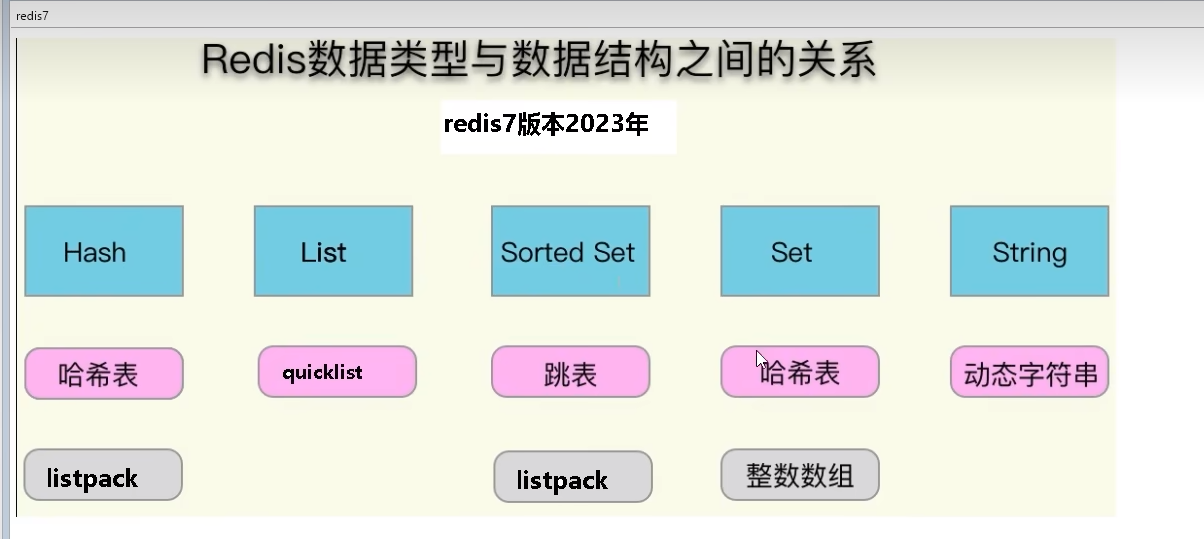 redis7
Redis数据类型与数据结构之间的关系
redis7版本2023年
Hash List Sorted Set Set String
哈希表 quicklist 跳表 哈希表 动态字符串
listpack listpack 整数数组